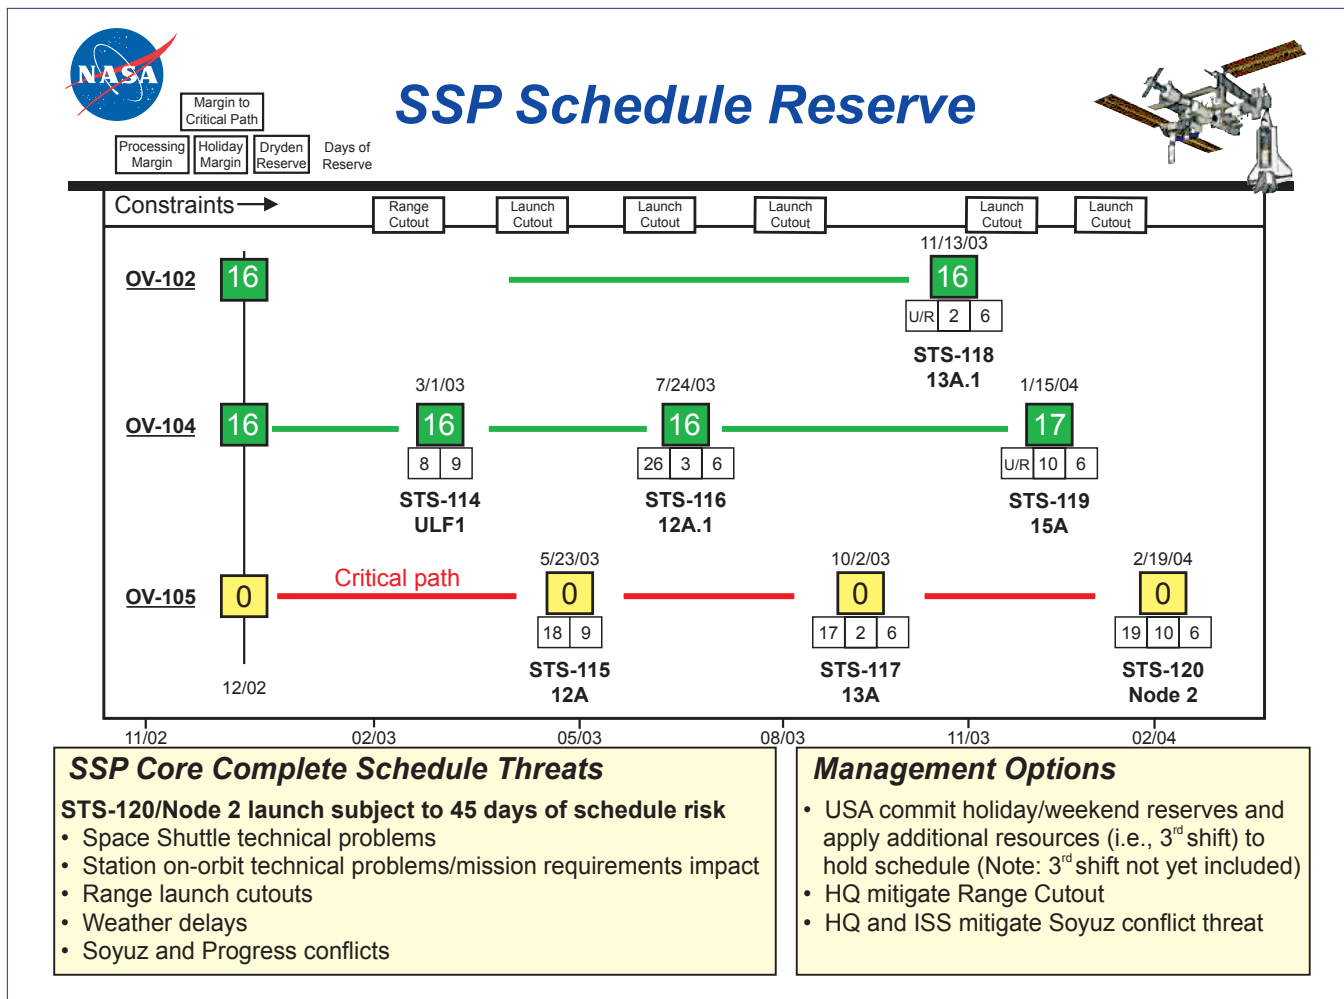 NASA
SSP Schedule Reserve
Margin to
Critical Path
Processing
Margin
Holiday
Margin
Dryden
Reserve
Days of
Reserve
Constraints
Range
Cutout
Launch
Cutout
Launch
Cutout
Launch
Cutout
Launch
Cutout
Launch
Cutout
OV-102
16
11/13/03
16
U/R 2 6
STS-118
13A.1
OV-104
16
3/1/03
16
8 9
STS-114
ULF1
7/24/03
16
26 3 6
STS-116
12A.1
1/15/04
17
U/R 10 6
STS-119
15A
OV-105
0
Critical path
5/23/03
0
18 9
STS-115
12A
10/2/03
0
17 2 6
STS-117
13A
2/19/04
0
19 10 6
STS-120
Node 2
12/02
11/02 02/03 05/03 08/03 11/03 02/04
SSP Core Complete Schedule Threats
STS-120/Node 2 launch subject to 45 days of schedule risk
• Space Shuttle technical problems
• Station on-orbit technical problems/mission requirements impact
• Range launch cutouts
• Weather delays
• Soyuz and Progress conflicts
Management Options
• USA commit holiday/weekend reserves and
apply additional resources (i.e., 3rd shift) to
hold schedule (Note: 3rd shift not yet included)
• HQ mitigate Range Cutout
• HQ and ISS mitigate Soyuz conflict threat